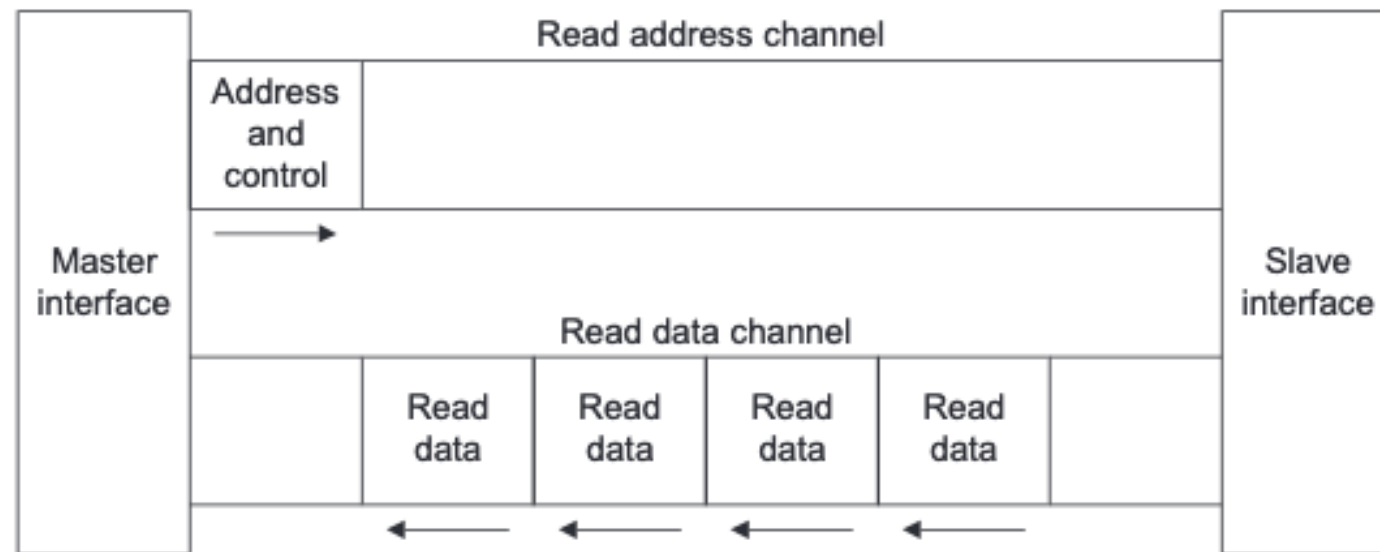 Read address channel
Address
and
control
Master
interface
Slave
interface
Read data channel
Read
data
Read
data
Read
data
Read
data